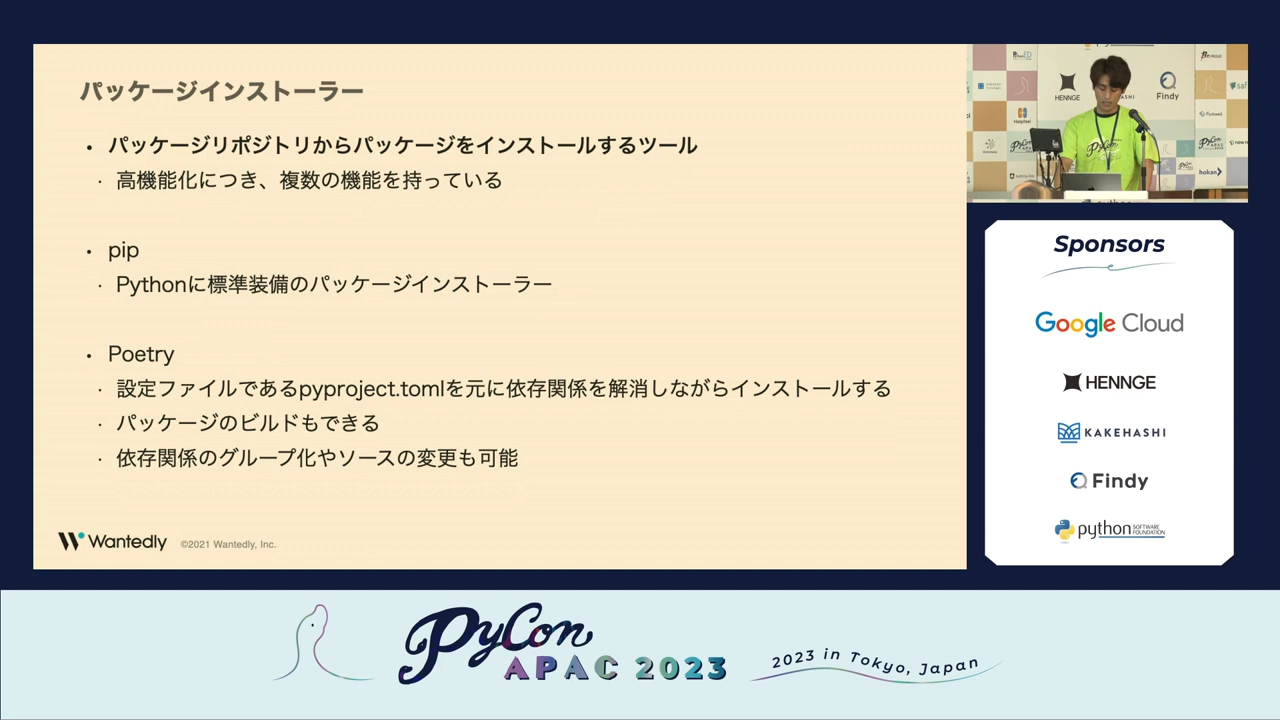 パッケージインストーラー
• パッケージリポジトリからパッケージをインストールするツール
· 高機能化につき、複数の機能を持っている
• pip
· Pythonに標準装備のパッケージインストーラー
• Poetry
· 設定ファイルであるpyproject.tomlを元に依存関係を解消しながらインストールする
· パッケージのビルドもできる
· 依存関係のグループ化やソースの変更も可能
Wantedly ©2021 Wantedly, Inc.
HENNGE
Findy
hokan
Sponsors
Google Cloud
HENNGE
KAKEHASHI
Findy
python SOFTWARE FOUNDATION
PyCon
APAC 2023
2023 in Tokyo, Japan